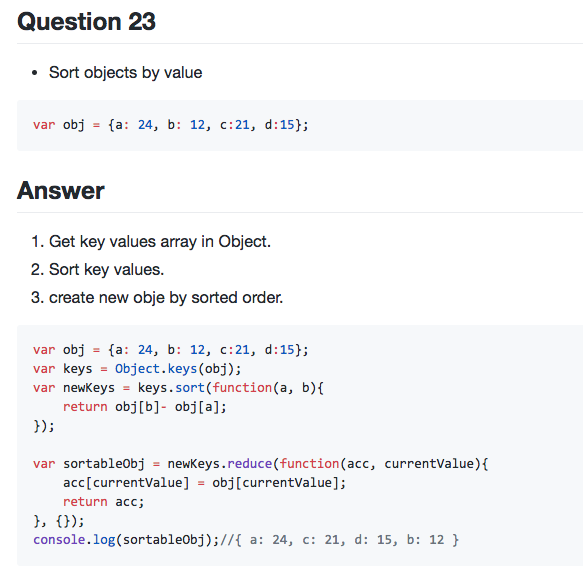 Question 23
• Sort objects by value
var obj = {a: 24, b: 12, c:21, d:15};
Answer
1. Get key values array in Object.
2. Sort key values.
3. create new obje by sorted order.
var obj = {a: 24, b: 12, c:21, d:15};
var keys = Object.keys(obj);
var newKeys = keys.sort(function(a, b){
    return obj[b]- obj[a];
});

var sortableObj = newKeys.reduce(function(acc, currentValue){
    acc[currentValue] = obj[currentValue];
    return acc;
}, {});
console.log(sortableObj);//{ a: 24, c: 21, d: 15, b: 12 }